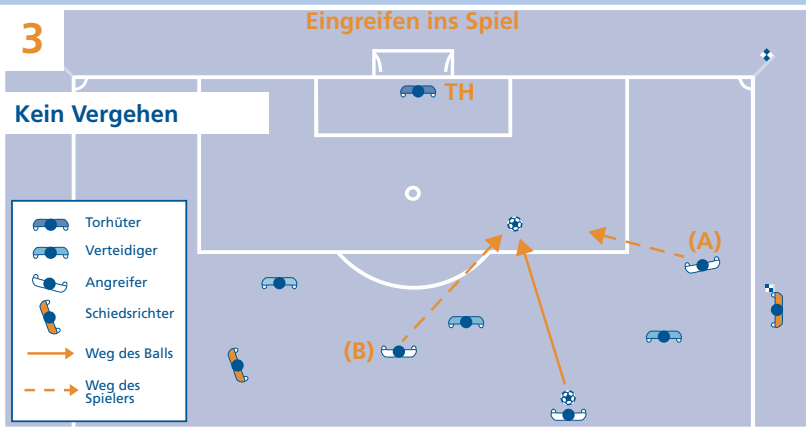 3
Eingreifen ins Spiel
TH
Kein Vergehen
Torhüter
Verteidiger
Angreifer
Schiedsrichter
Weg des Balls
Weg des
Spielers
(A)
(B)